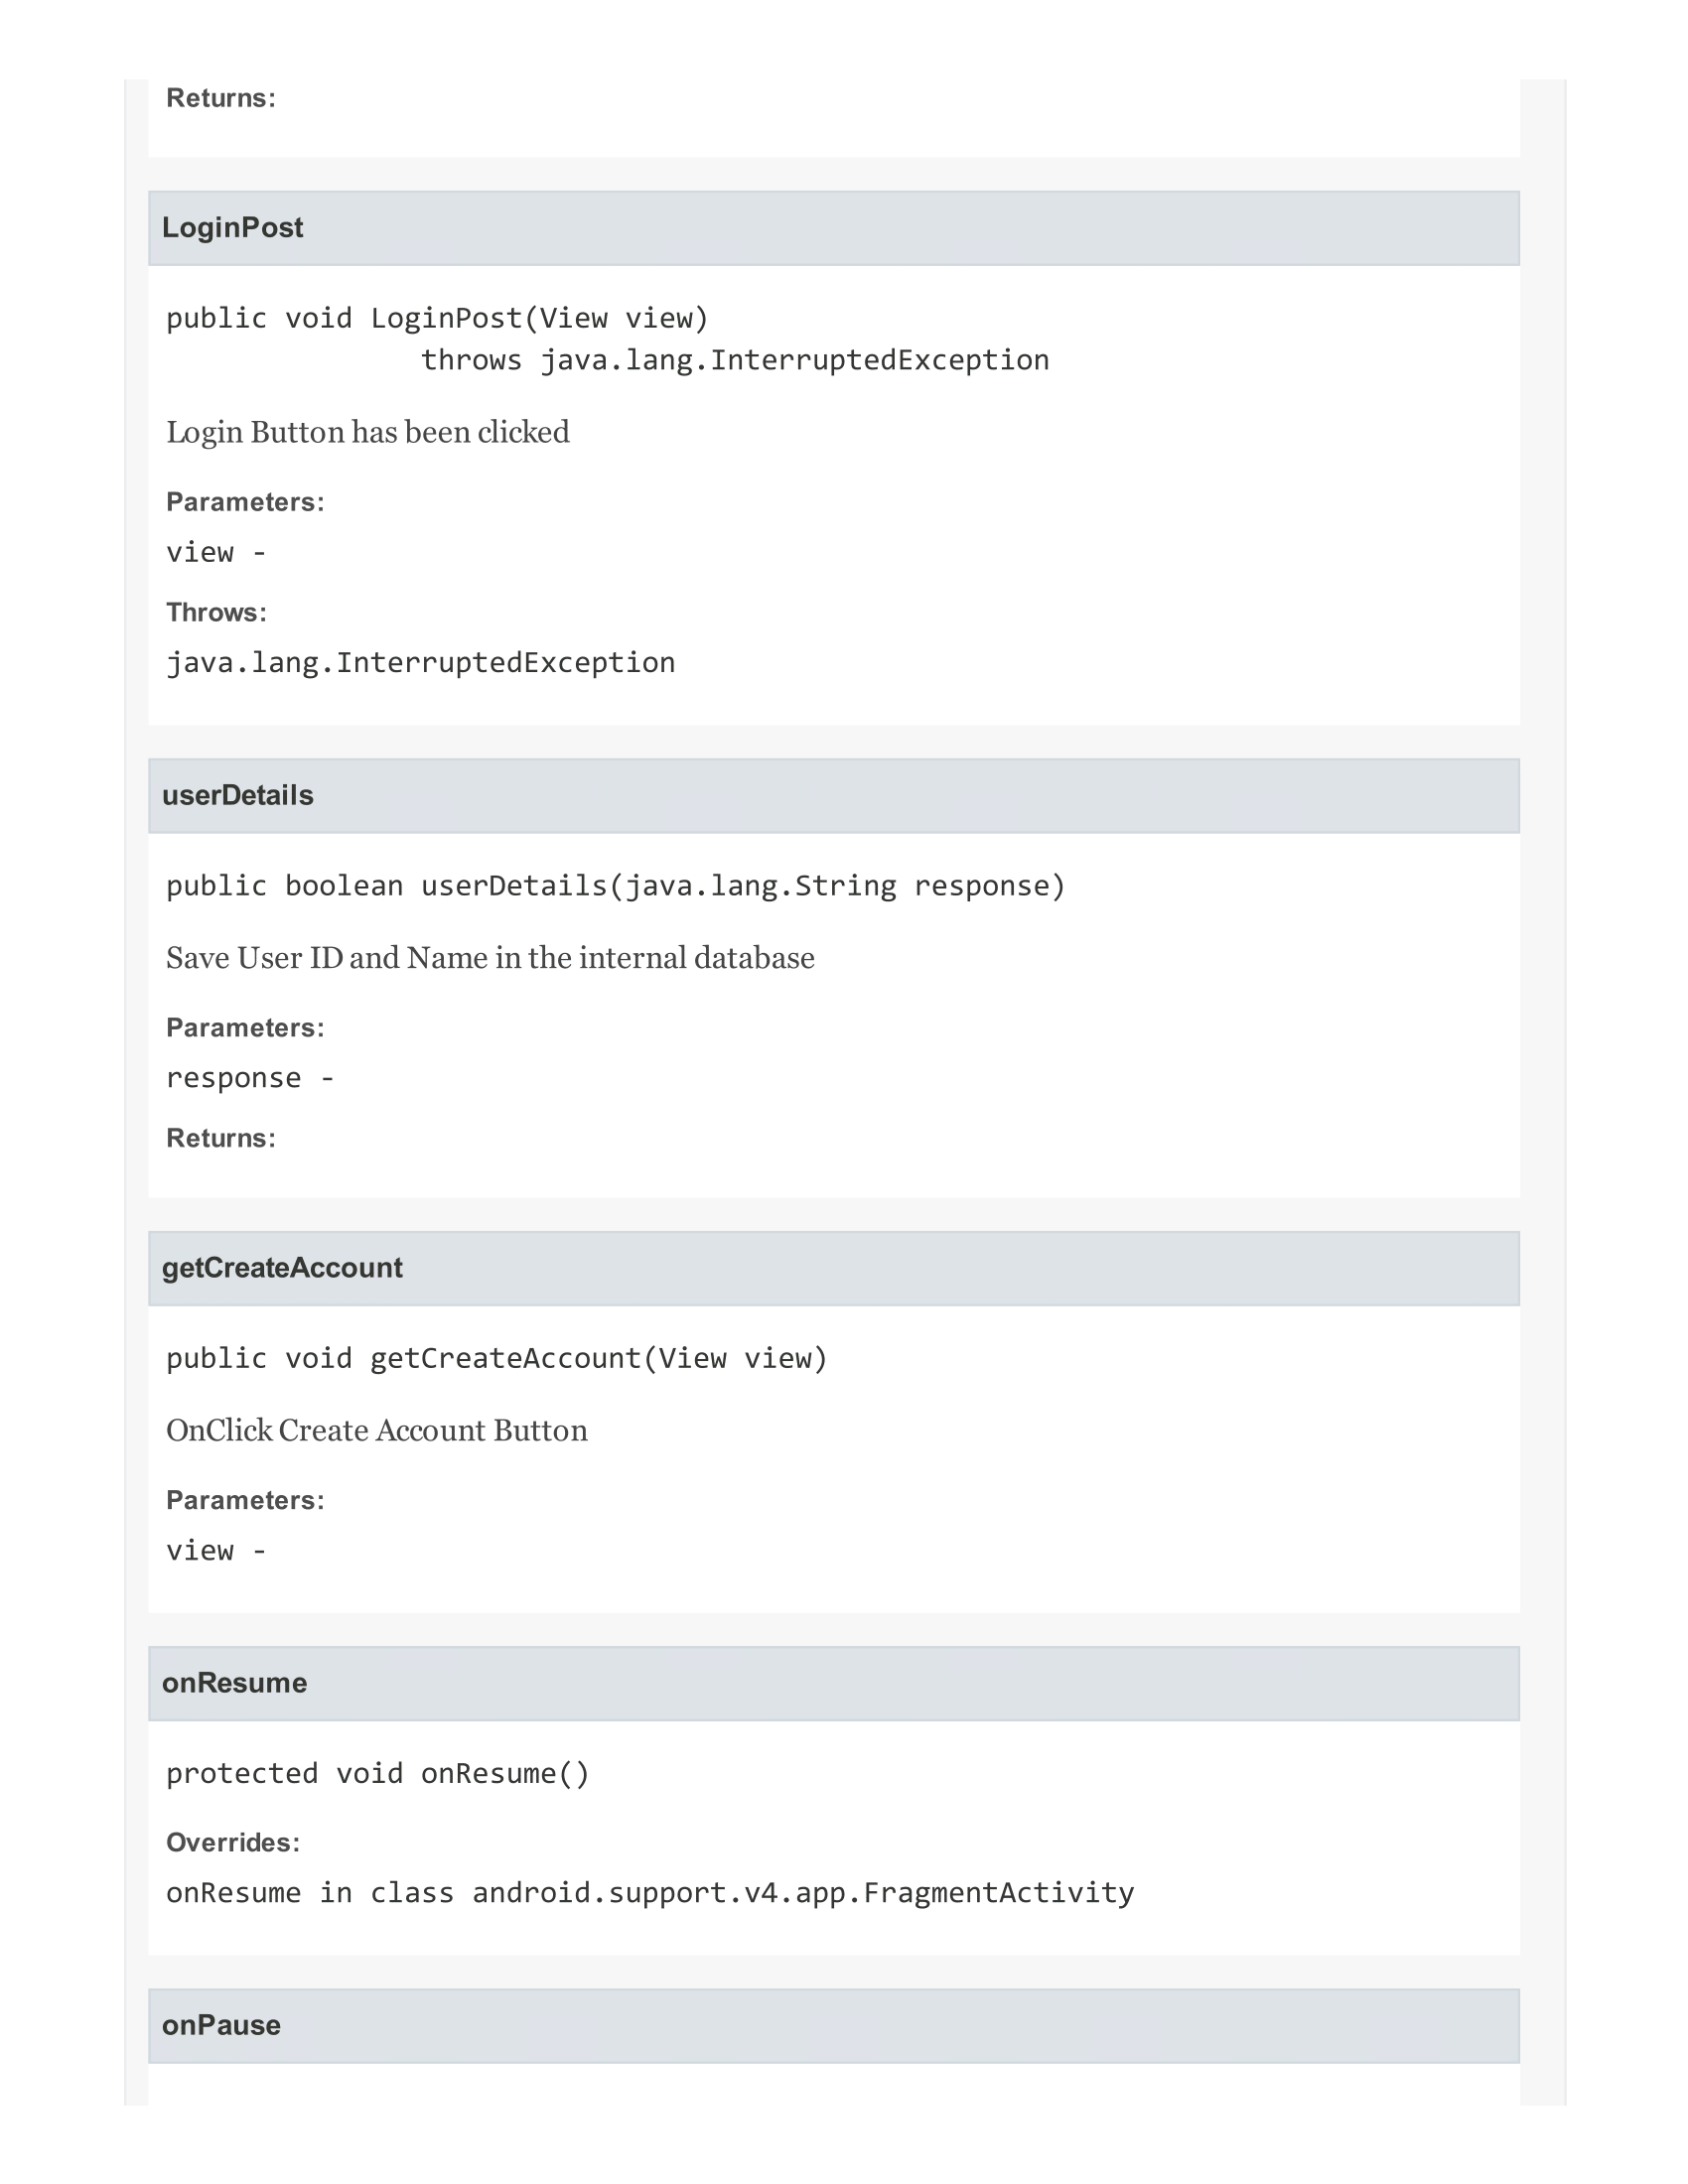 Returns:
LoginPost
public void LoginPost(View view)
throws java.lang.InterruptedException
Login Button has been clicked
Parameters:
view -
Throws:
java.lang.InterruptedException
userDetails
public boolean userDetails(java.lang.String response)
Save User ID and Name in the internal database
Parameters:
response -
Returns:
getCreateAccount
public void getCreateAccount(View view)
OnClick Create Account Button
Parameters:
view -
onResume
protected void onResume()
Overrides:
onResume in class android.support.v4.app.FragmentActivity
onPause